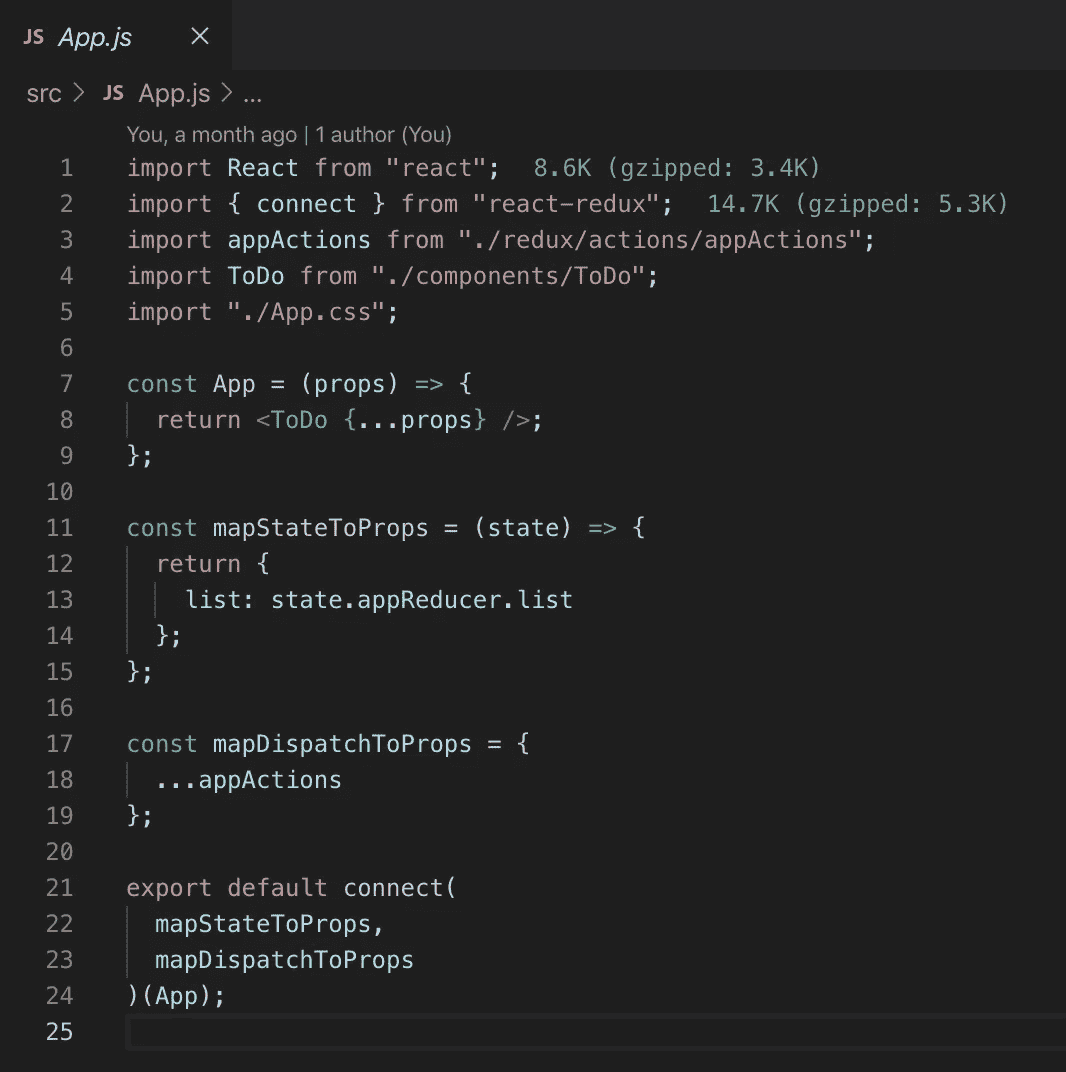 JS App.js ×
src > JS App.js > ...
You, a month ago | 1 author (You)
1 import React from "react"; 8.6K (gzipped: 3.4K)
2 import { connect } from "react-redux"; 14.7K (gzipped: 5.3K)
3 import appActions from "./redux/actions/appActions";
4 import ToDo from "./components/ToDo";
5 import "./App.css";
6
7 const App = (props) => {
8   return <ToDo {...props} />;
9 };
10
11 const mapStateToProps = (state) => {
12   return {
13     list: state.appReducer.list
14   };
15 };
16
17 const mapDispatchToProps = {
18   ...appActions
19 };
20
21 export default connect(
22   mapStateToProps,
23   mapDispatchToProps
24 )(App);
25